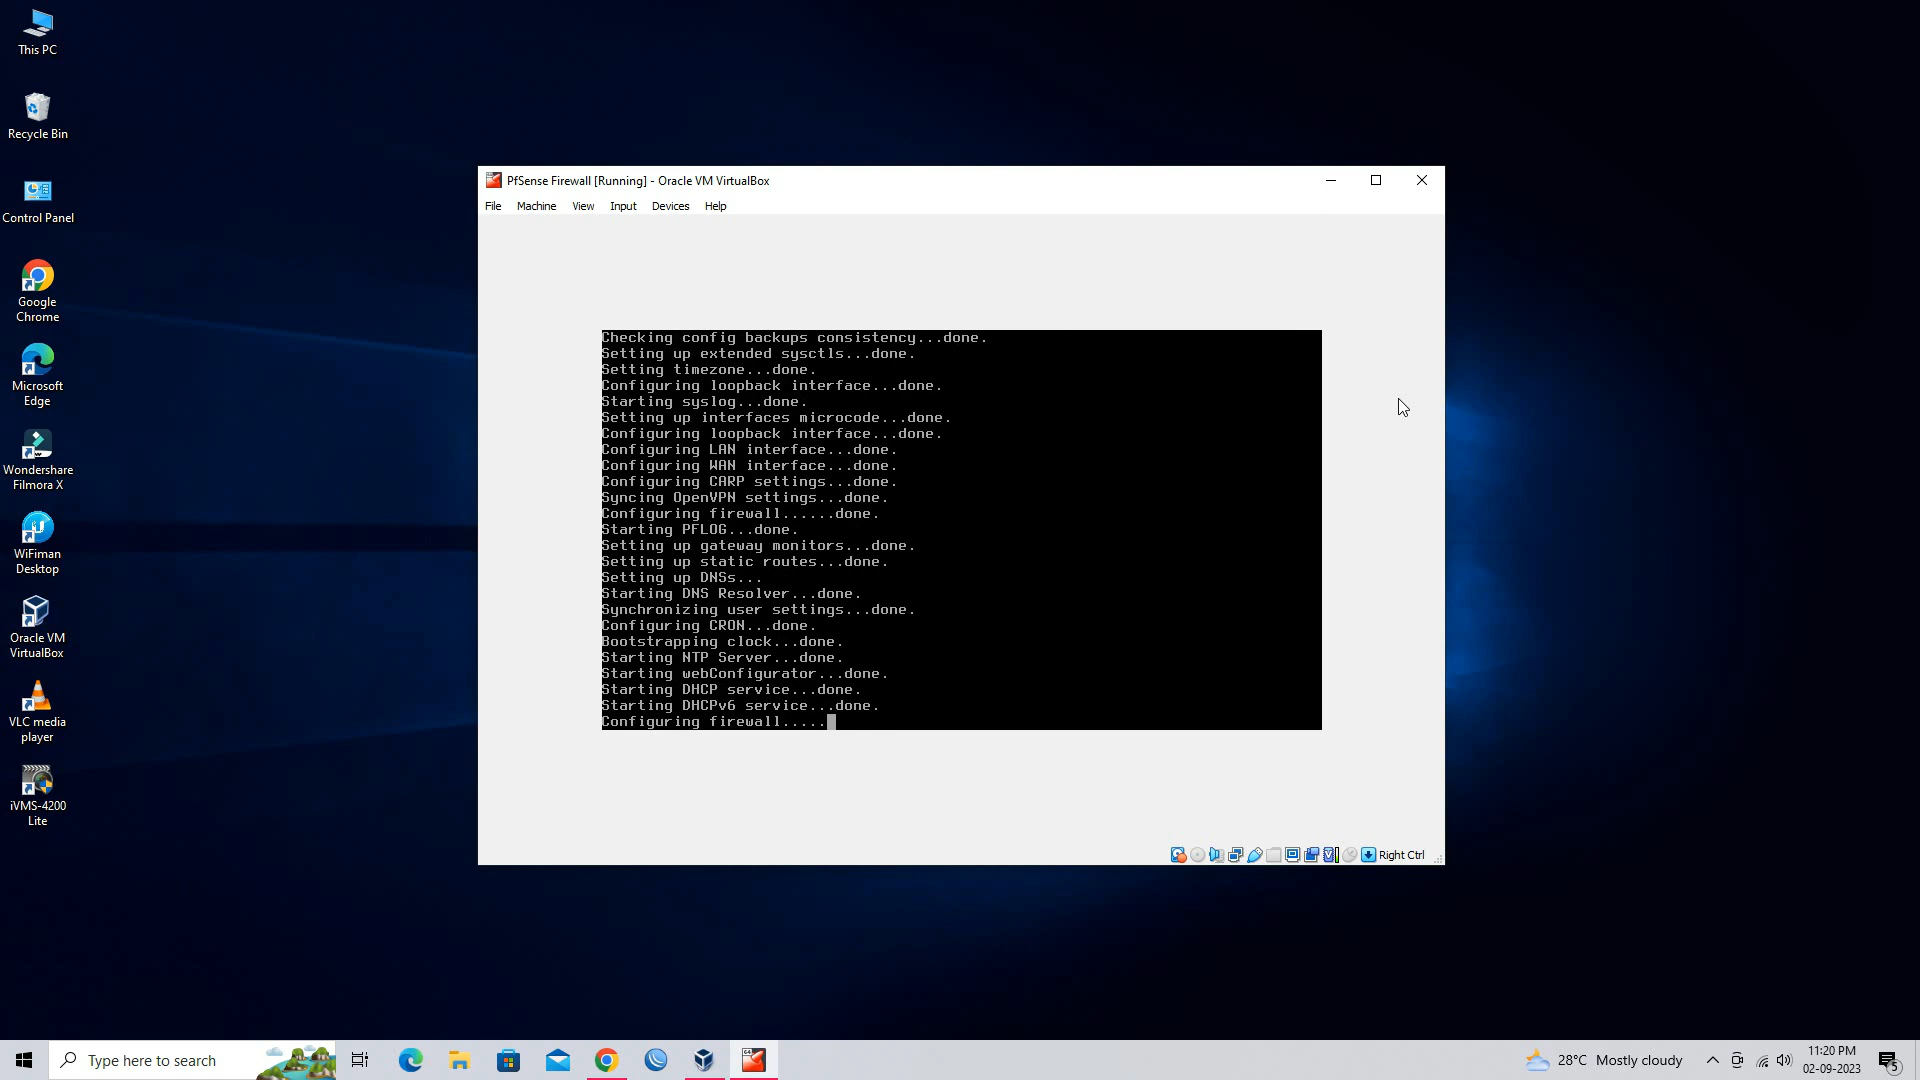 This PC
Recycle Bin
Control Panel
Google
Chrome
Microsoft
Edge
Wondershare
Filmora X
WiFiman
Desktop
Oracle VM
VirtualBox
VLC media
player
iVMS-4200
Lite
PfSense Firewall [Running] - Oracle VM VirtualBox
File Machine View Input Devices Help
Checking config backups consistency...done.
Setting up extended sysctls...done.
Setting timezone...done.
Configuring loopback interface...done.
Starting syslog...done.
Setting up interfaces microcode...done.
Configuring loopback interface...done.
Configuring LAN interface...done.
Configuring WAN interface...done.
Configuring CARP settings...done.
Syncing OpenVPN settings...done.
Configuring firewall......done.
Starting PFLOG...done.
Setting up gateway monitors...done.
Setting up static routes...done.
Setting up DNSs...
Starting DNS Resolver...done.
Synchronizing user settings...done.
Configuring CRON...done.
Bootstrapping clock...done.
Starting NTP Server...done.
Starting webConfigurator...done.
Starting DHCP service...done.
Starting DHCPv6 service...done.
Configuring firewall.....
Right Ctrl
Type here to search
28°C Mostly cloudy
11:20 PM
02-09-2023
5